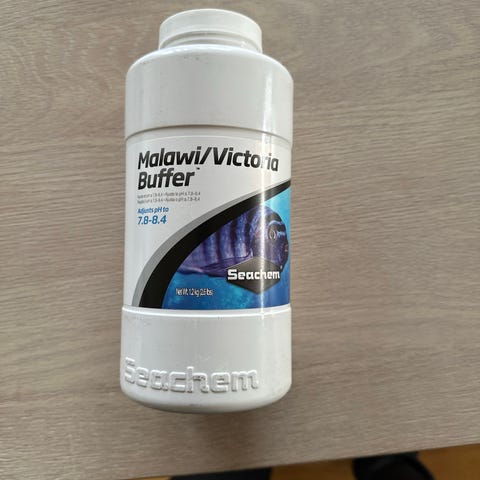 Malawi/Victoria
Buffer™
Adjusts pH to
7.8-8.4
Seachem
Net Wt. 1.2 kg (2.6 lbs)
Seachem